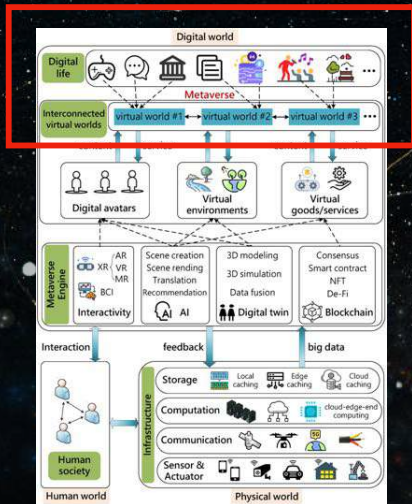 Digital world
Digital life
Metaverse
Interconnected virtual worlds
virtual world #1
virtual world #2
virtual world #3
Digital avatars
Virtual environments
Virtual goods/services
Metaverse Engine
XR
AR
VR
MR
BCI
Interactivity
Scene creation
Scene rending
Translation
Recommendation
AI
3D modeling
3D simulation
Data fusion
Digital twin
Consensus
Smart contract
NFT
De-Fi
Blockchain
Interaction
feedback
big data
Human society
Human world
Infrastructure
Storage
Local caching
Edge caching
Cloud caching
Computation
cloud-edge-end computing
Communication
5G
Sensor & Actuator
Physical world